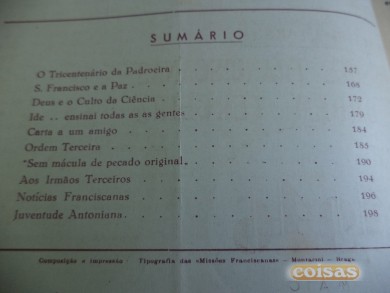 SUMÁRIO
O Tricentenário da Padroeira 157
S. Francisco e a Paz 168
Deus e o Culto da Ciência 172
Ide .. ensinai todas as as gentes 179
Carta a um amigo 184
Ordem Terceira 185
"Sem mácula de pecado original„ 190
Aos Irmãos Terceiros 194
Notícias Franciscanas 196
Juventude Antoniana 198
Composição e impressão - Tipografia das «Missões Franciscanas» - Montariol - Braga
coisas